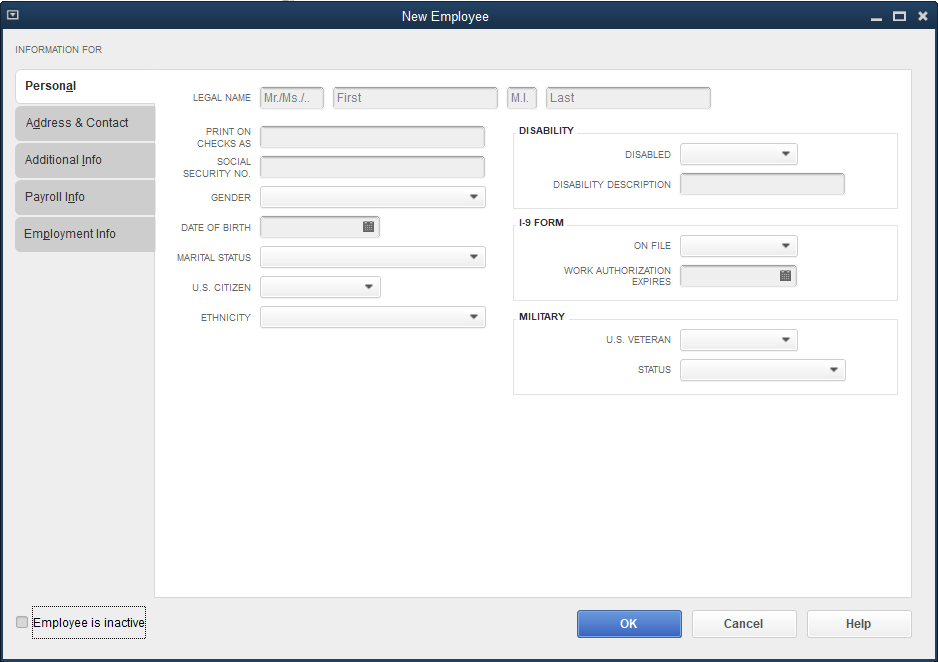 New Employee
INFORMATION FOR
Personal
Address & Contact
Additional Info
Payroll Info
Employment Info
LEGAL NAME Mr./Ms./.. First M.I. Last
PRINT ON
CHECKS AS
SOCIAL
SECURITY NO.
GENDER
DATE OF BIRTH
MARITAL STATUS
U.S. CITIZEN
ETHNICITY
DISABILITY
DISABLED
DISABILITY DESCRIPTION
I-9 FORM
ON FILE
WORK AUTHORIZATION
EXPIRES
MILITARY
U.S. VETERAN
STATUS
Employee is inactive
OK Cancel Help